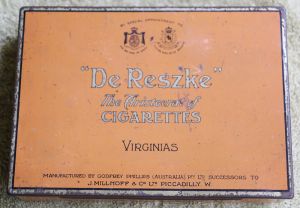 BY SPECIAL APPOINTMENT TO
"De Reszke"
The Aristocrat of
CIGARETTES
VIRGINIAS
MANUFACTURED BY GODFREY PHILLIPS (AUSTRALIA) PTY LTD SUCCESSORS TO
J. MILLHOFF & CO LTD PICCADILLY. W.